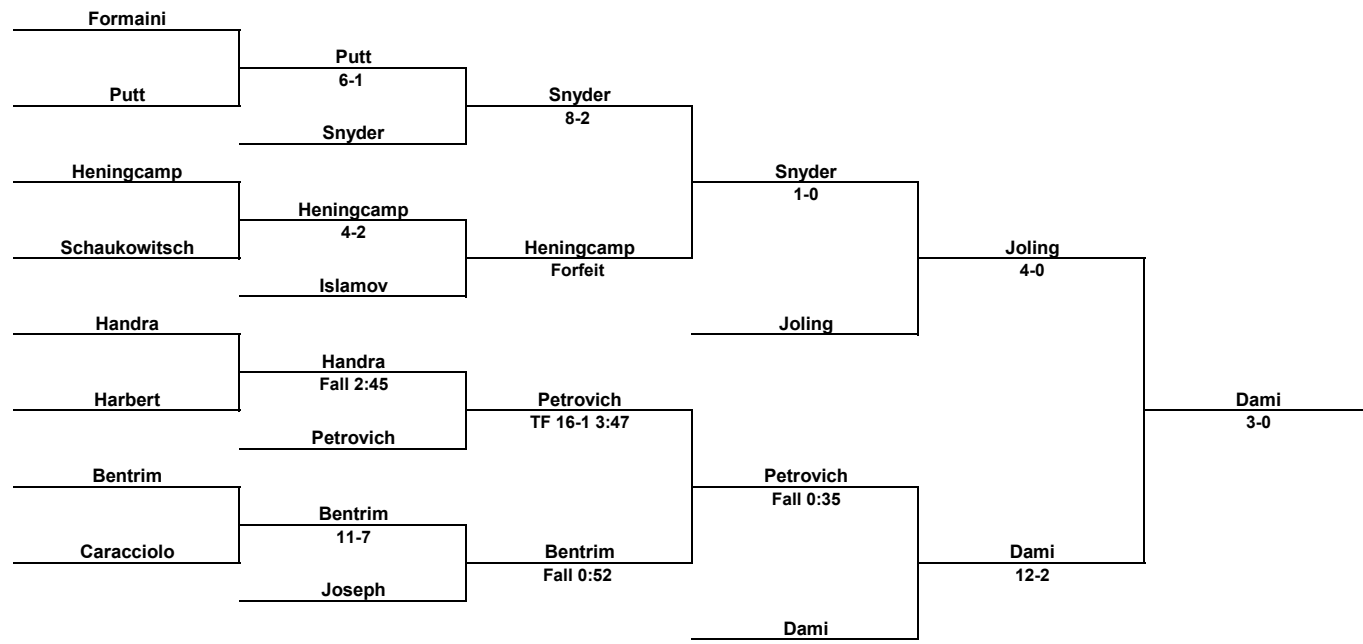 Formaini
Putt
6-1
Putt
Snyder
8-2
Snyder
Heningcamp
Snyder
1-0
Heningcamp
4-2
Schaukowitsch
Heningcamp
Forfeit
Joling
4-0
Islamov
Handra
Joling
Handra
Fall 2:45
Harbert
Petrovich
TF 16-1 3:47
Dami
3-0
Petrovich
Bentrim
Petrovich
Fall 0:35
Bentrim
11-7
Caracciolo
Bentrim
Fall 0:52
Dami
12-2
Joseph
Dami